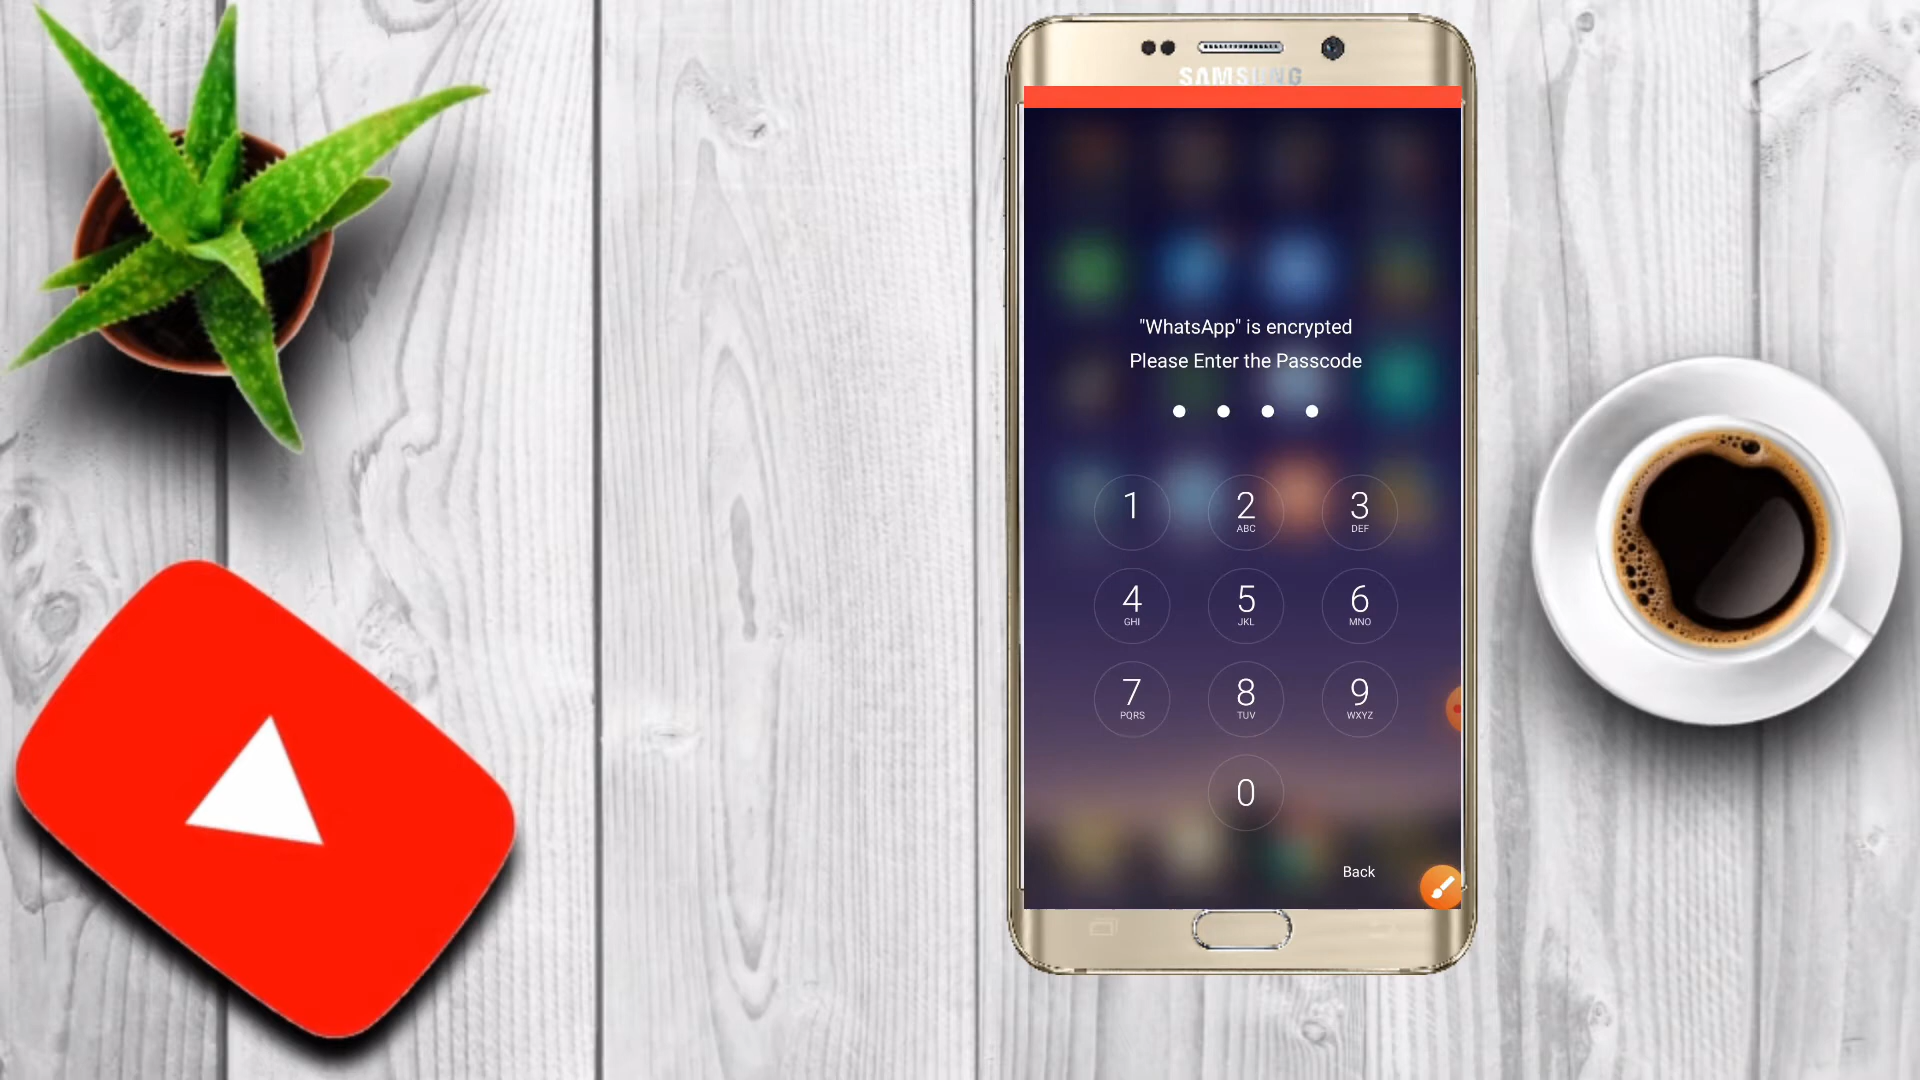 SAMSUNG
"WhatsApp" is encrypted
Please Enter the Passcode
1
2
3
ABC
DEF
4
5
6
GHI
JKL
MNO
7
8
9
PQRS
TUV
WXYZ
0
Back